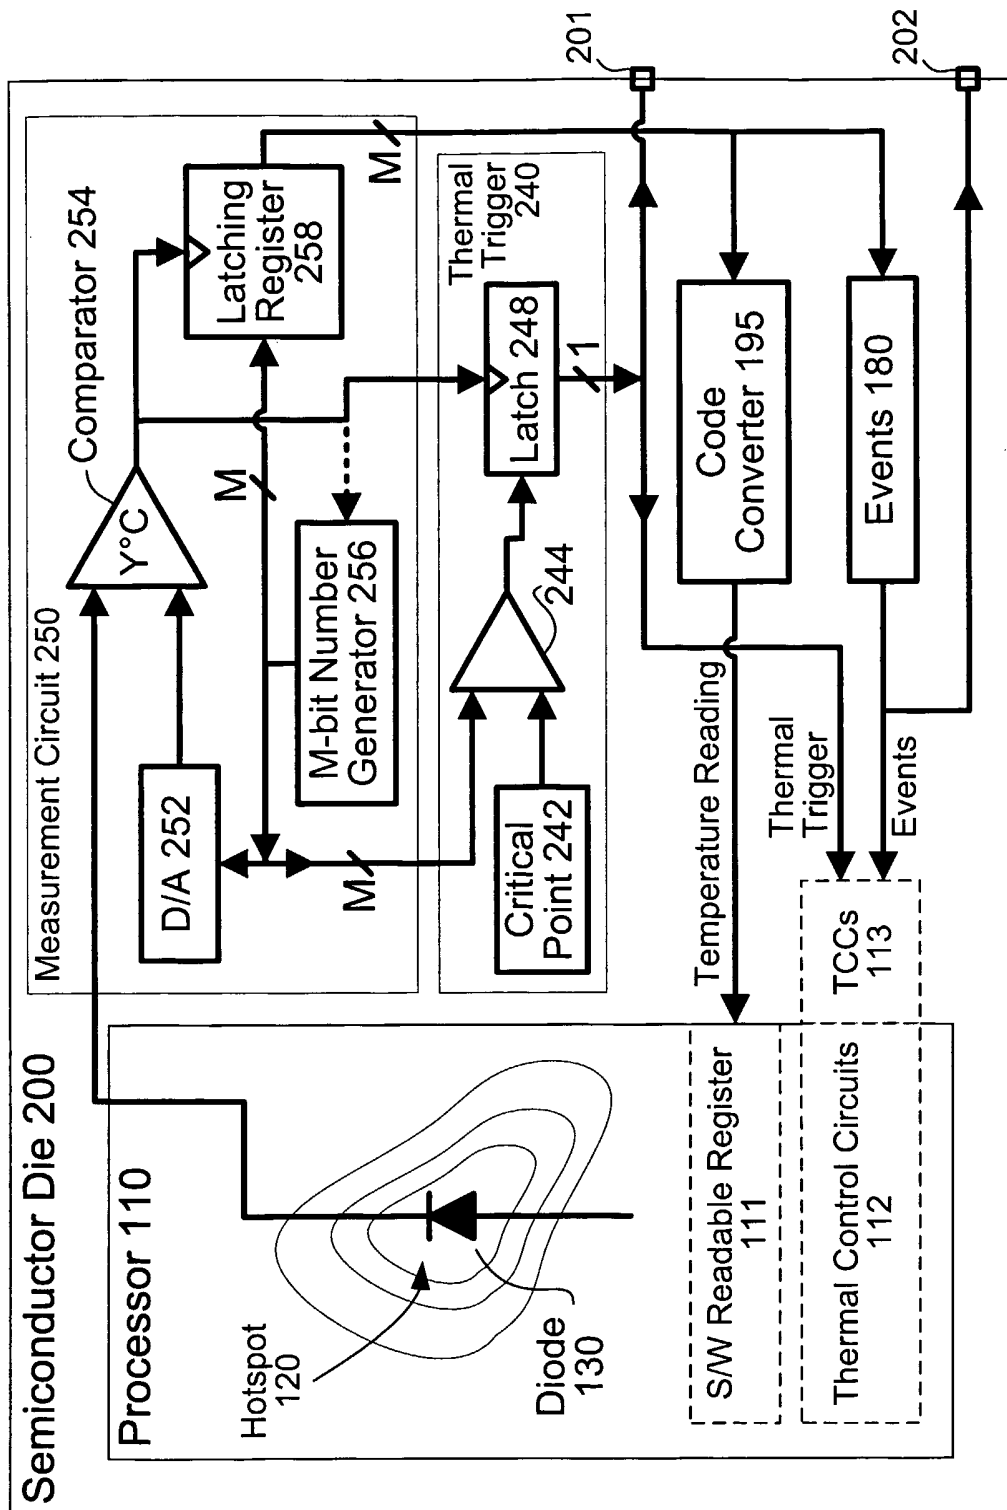 Semiconductor Die 200
Processor 110
Hotspot
120
Diode
130
S/W Readable Register
111
Thermal Control Circuits
112
TCCs
113
Measurement Circuit 250
D/A 252
Y°C
Comparator 254
M
M-bit Number
Generator 256
Latching
Register
258
M
M
Critical
Point 242
244
Latch 248
Thermal
Trigger
240
1
Temperature Reading
Thermal
Trigger
Events
Code
Converter 195
Events 180
201
202